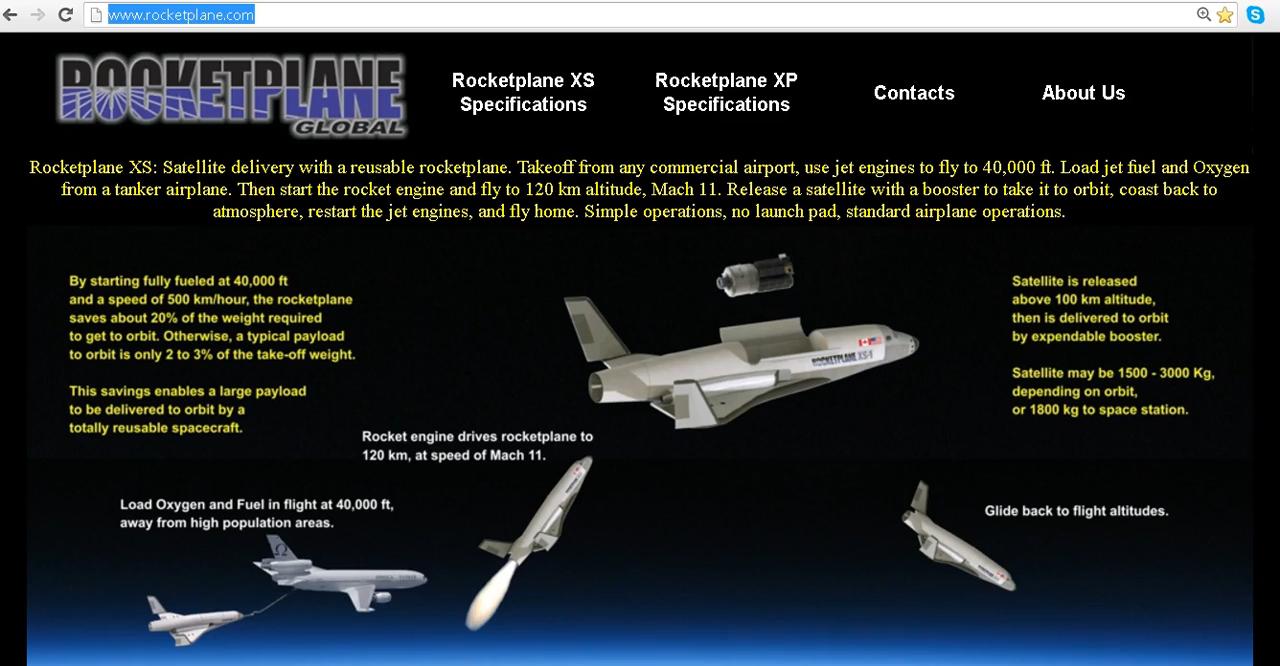 www.rocketplane.com
ROCKETPLANE
GLOBAL
Rocketplane XS
Specifications
Rocketplane XP
Specifications
Contacts
About Us
Rocketplane XS: Satellite delivery with a reusable rocketplane. Takeoff from any commercial airport, use jet engines to fly to 40,000 ft. Load jet fuel and Oxygen
from a tanker airplane. Then start the rocket engine and fly to 120 km altitude, Mach 11. Release a satellite with a booster to take it to orbit, coast back to
atmosphere, restart the jet engines, and fly home. Simple operations, no launch pad, standard airplane operations.
By starting fully fueled at 40,000 ft
and a speed of 500 km/hour, the rocketplane
saves about 20% of the weight required
to get to orbit. Otherwise, a typical payload
to orbit is only 2 to 3% of the take-off weight.
This savings enables a large payload
to be delivered to orbit by a
totally reusable spacecraft.
ROCKETPLANE XS-1
Satellite is released
above 100 km altitude,
then is delivered to orbit
by expendable booster.
Satellite may be 1500 - 3000 Kg,
depending on orbit,
or 1800 kg to space station.
Rocket engine drives rocketplane to
120 km, at speed of Mach 11.
Load Oxygen and Fuel in flight at 40,000 ft,
away from high population areas.
Glide back to flight altitudes.